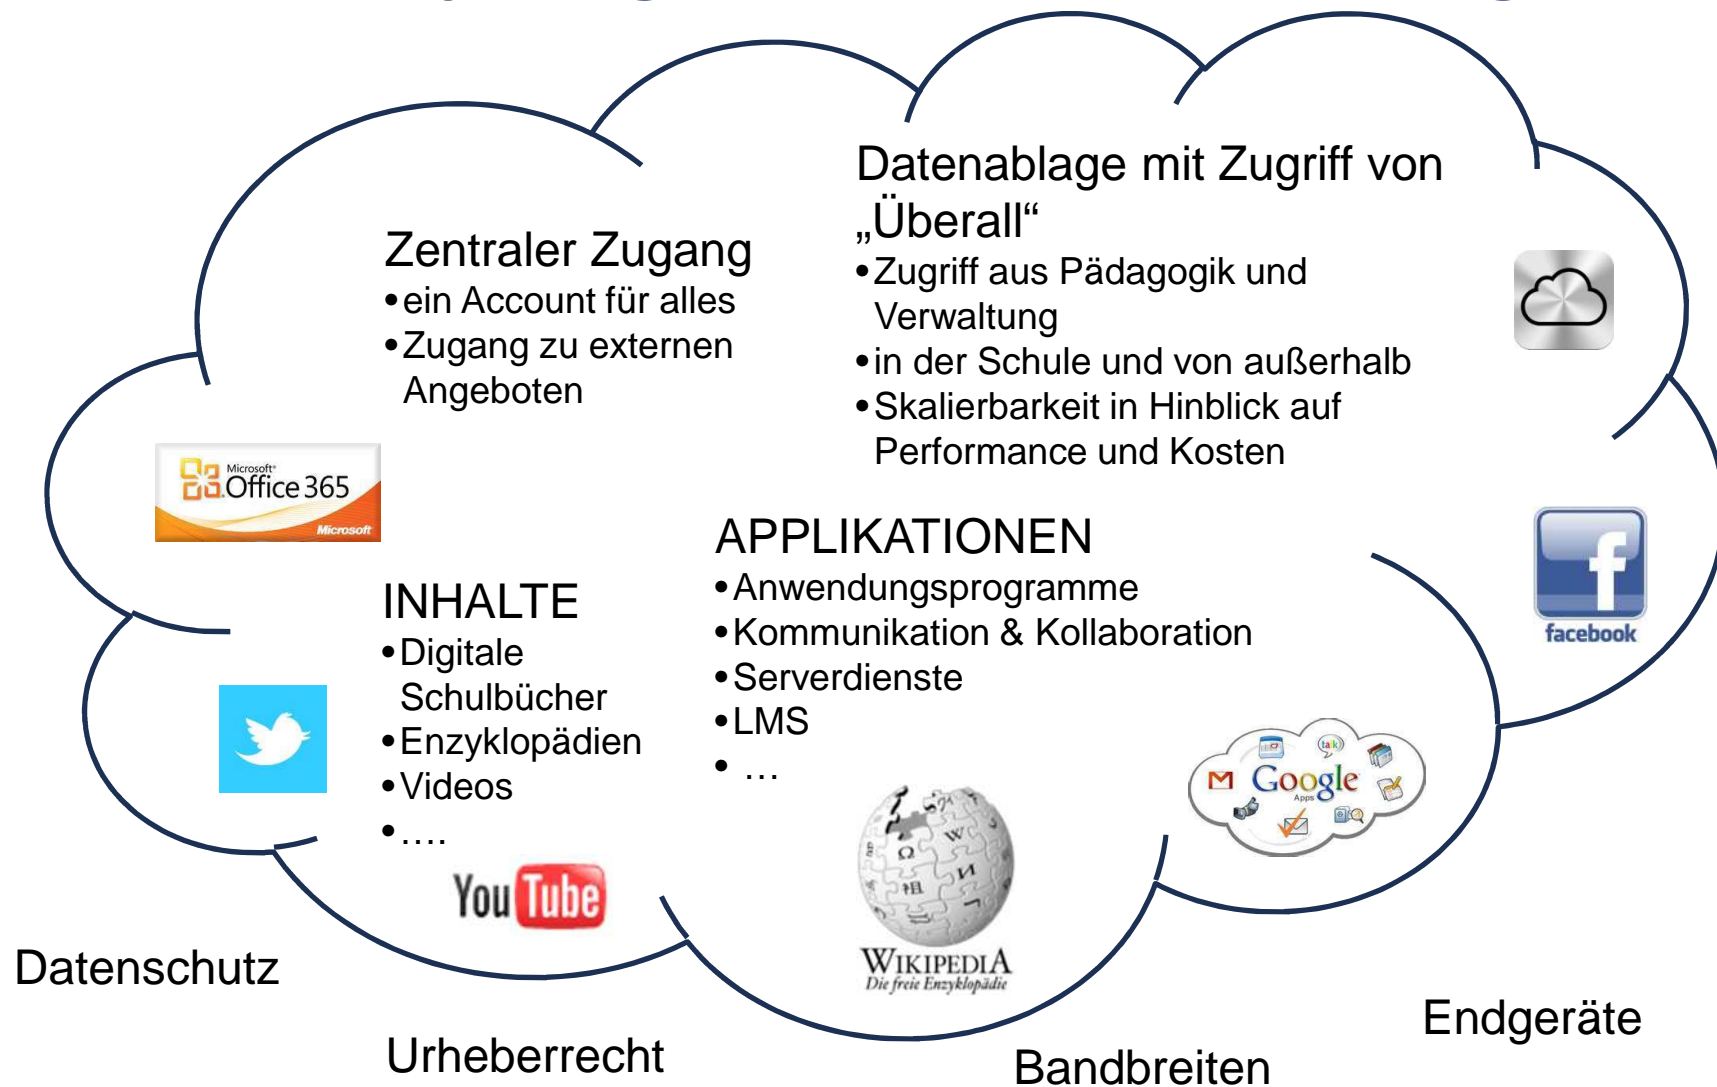 Datenablage mit Zugriff von
„Überall“
•Zugriff aus Pädagogik und
Verwaltung
•in der Schule und von außerhalb
•Skalierbarkeit in Hinblick auf
Performance und Kosten
Zentraler Zugang
•ein Account für alles
•Zugang zu externen
Angeboten
Microsoft®
Office 365
Microsoft
facebook
APPLIKATIONEN
•Anwendungsprogramme
•Kommunikation & Kollaboration
•Serverdienste
•LMS
• …
INHALTE
•Digitale
Schulbücher
•Enzyklopädien
•Videos
•….
talk
Google
Apps
You Tube
WIKIPEDIA
Die freie Enzyklopädie
Datenschutz
Urheberrecht
Bandbreiten
Endgeräte